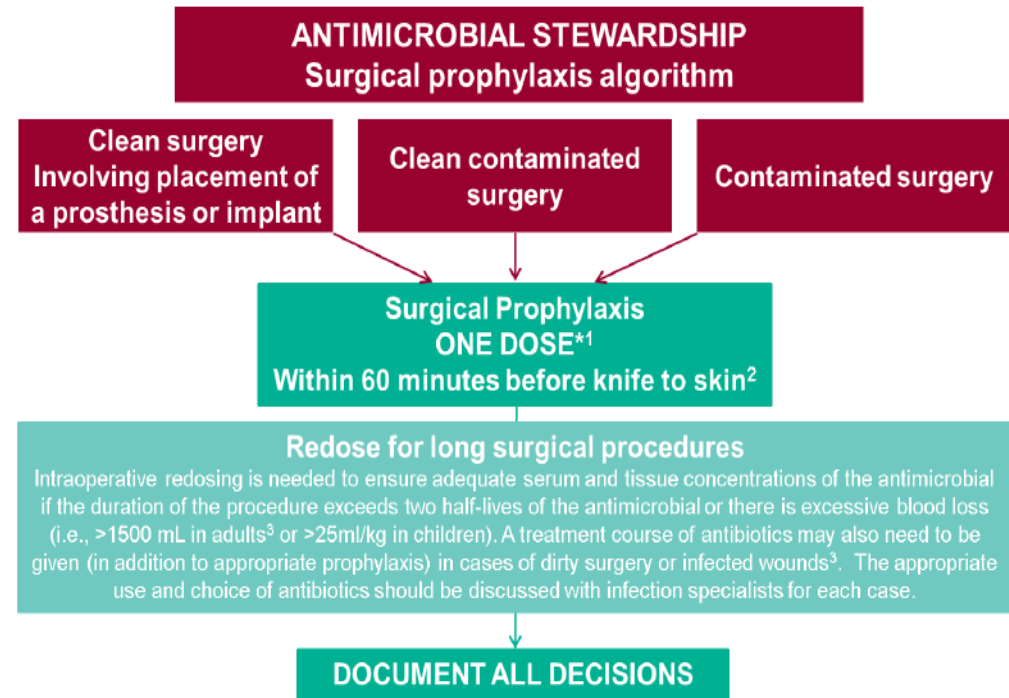 ANTIMICROBIAL STEWARDSHIP
Surgical prophylaxis algorithm
Clean surgery
Involving placement of
a prosthesis or implant
Clean contaminated
surgery
Contaminated surgery
Surgical Prophylaxis
ONE DOSE*1
Within 60 minutes before knife to skin2
Redose for long surgical procedures
Intraoperative redosing is needed to ensure adequate serum and tissue concentrations of the antimicrobial
if the duration of the procedure exceeds two half-lives of the antimicrobial or there is excessive blood loss
(i.e., >1500 mL in adults3 or >25ml/kg in children). A treatment course of antibiotics may also need to be
given (in addition to appropriate prophylaxis) in cases of dirty surgery or infected wounds3. The appropriate
use and choice of antibiotics should be discussed with infection specialists for each case.
DOCUMENT ALL DECISIONS